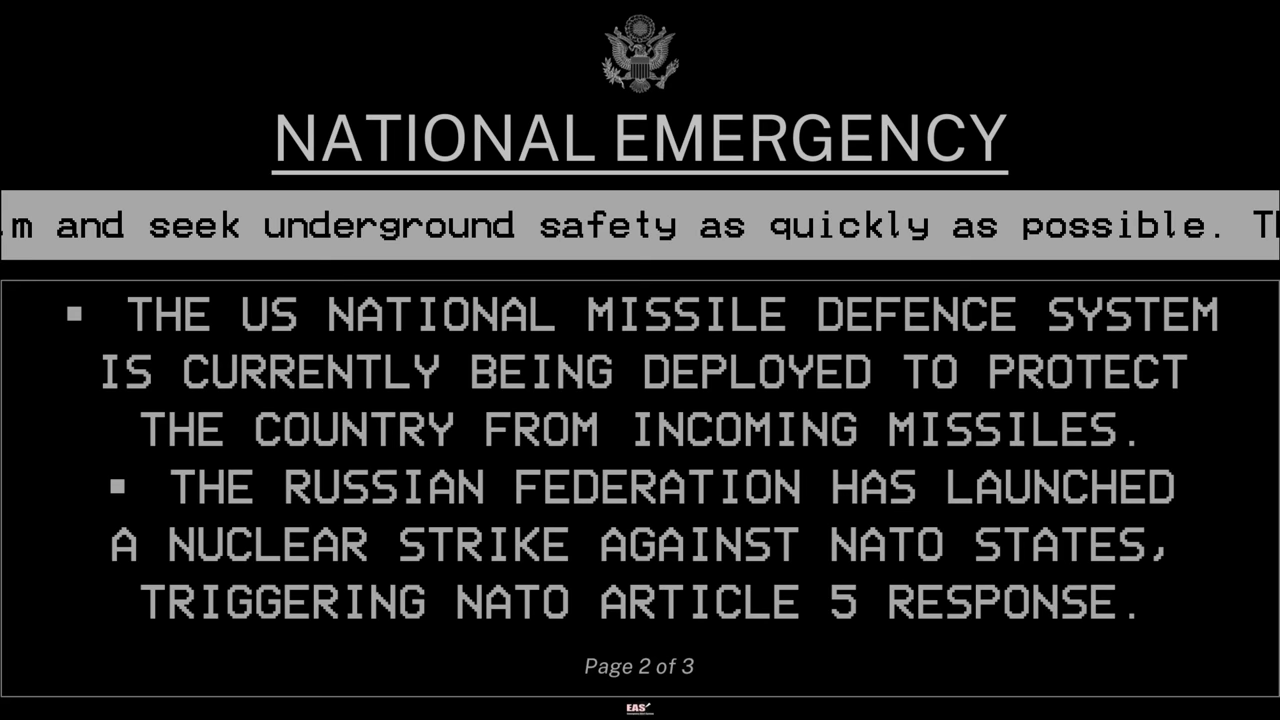 NATIONAL EMERGENCY
.m and seek underground safety as quickly as possible. Th
▪ THE US NATIONAL MISSILE DEFENCE SYSTEM
IS CURRENTLY BEING DEPLOYED TO PROTECT
THE COUNTRY FROM INCOMING MISSILES.
▪ THE RUSSIAN FEDERATION HAS LAUNCHED
A NUCLEAR STRIKE AGAINST NATO STATES,
TRIGGERING NATO ARTICLE 5 RESPONSE.
Page 2 of 3
EAS